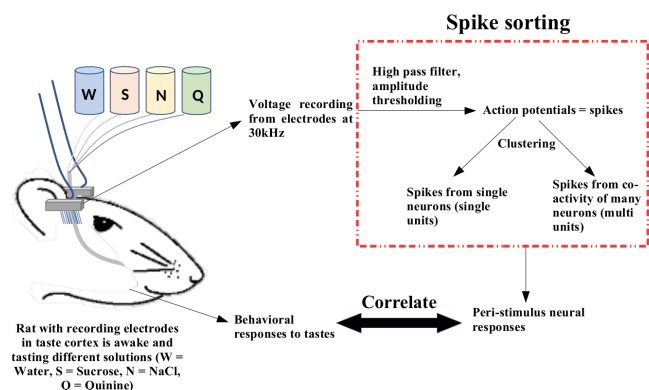 Spike sorting
W S N Q
High pass filter,
amplitude
thresholding
Voltage recording
from electrodes at
30kHz
Action potentials = spikes
Clustering
Spikes from single
neurons (single
units)
Spikes from co-
activity of many
neurons (multi
units)
Correlate
Behavioral
responses to tastes
Peri-stimulus neural
responses
Rat with recording electrodes
in taste cortex is awake and
tasting different solutions (W =
Water, S = Sucrose, N = NaCl,
Q = Quinine)